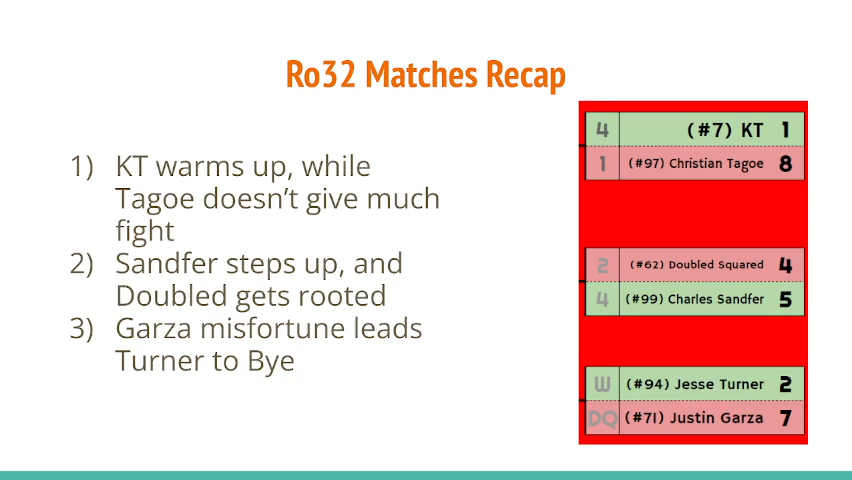 Ro32 Matches Recap
1) KT warms up, while
Tagoe doesn't give much
fight
2) Sandfer steps up, and
Doubled gets rooted
3) Garza misfortune leads
Turner to Bye
4 (#7) KT 1
1 (#97) Christian Tagoe 8
2 (#62) Doubled Squared 4
4 (#99) Charles Sandfer 5
W (#94) Jesse Turner 2
DQ (#71) Justin Garza 7